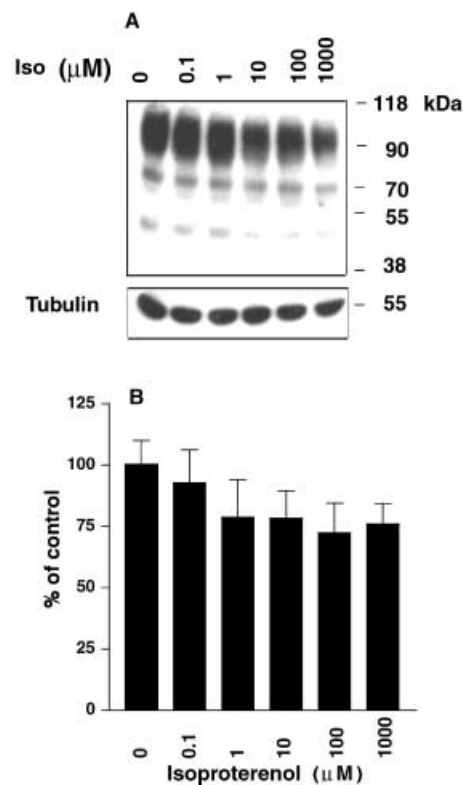 A
Iso (μM) 0 0.1 1 10 100 1000
118 kDa
90
70
55
38
Tubulin 55
B
125
100
75
50
25
0
% of control
0 0.1 1 10 100 1000
Isoproterenol (μM)